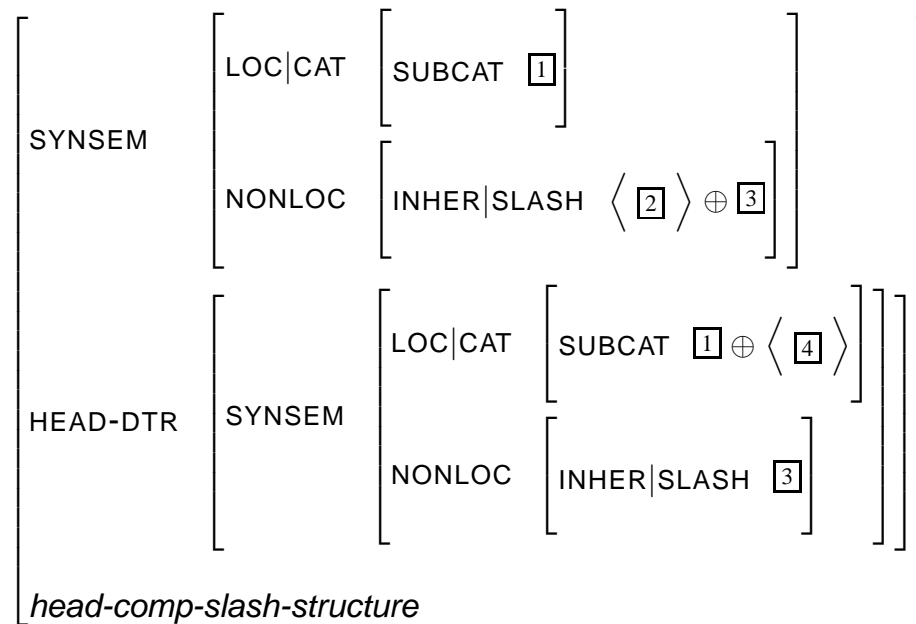 LOC|CAT SUBCAT 1
SYNSEM
NONLOC INHER|SLASH ⟨ 2 ⟩ ⊕ 3
LOC|CAT SUBCAT 1 ⊕ ⟨ 4 ⟩
HEAD-DTR SYNSEM
NONLOC INHER|SLASH 3
head-comp-slash-structure